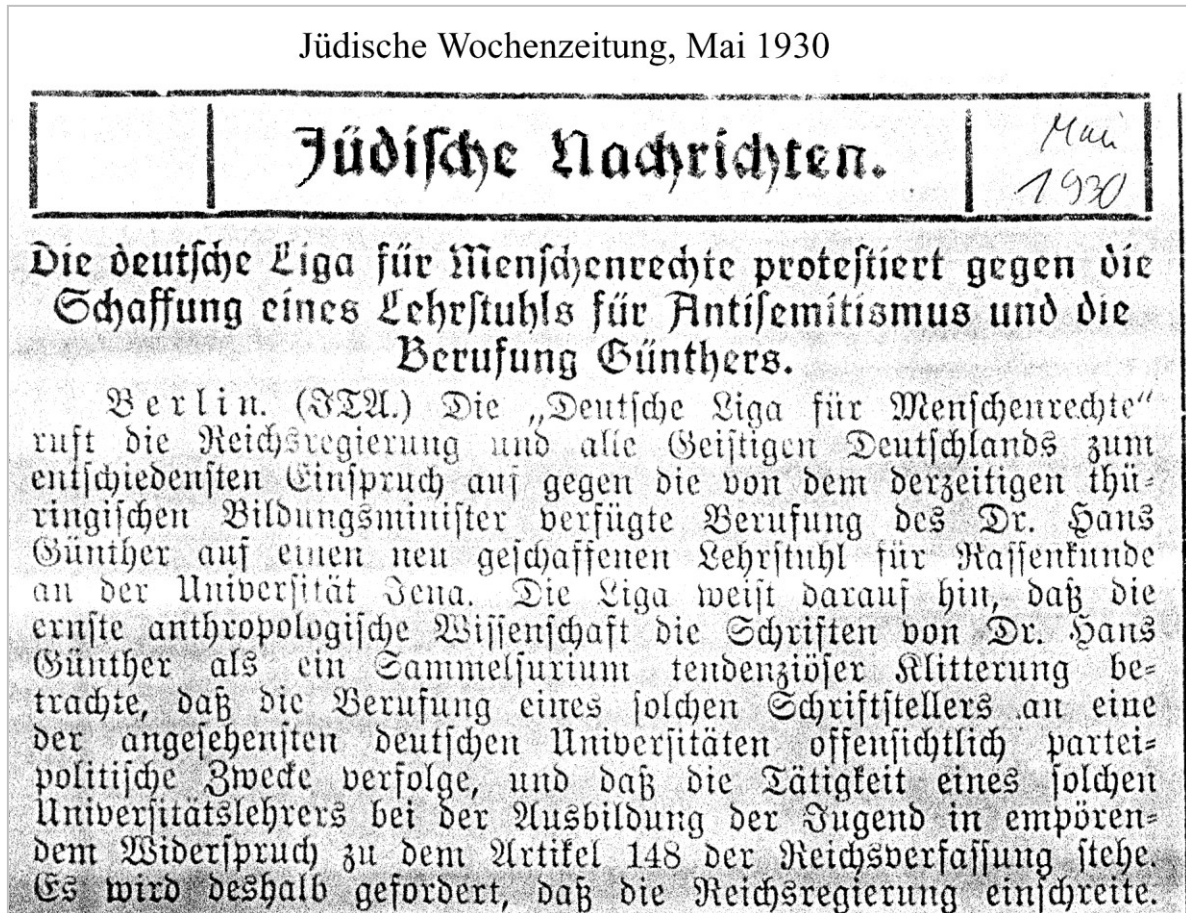 Jüdische Wochenzeitung, Mai 1930
Jüdische Nachrichten.
Mai
1930
Die deutsche Liga für Menschenrechte protestiert gegen die
Schaffung eines Lehrstuhls für Antisemitismus und die
Berufung Günthers.
Berlin. (ITA.) Die „Deutsche Liga für Menschenrechte“
ruft die Reichsregierung und alle Geistigen Deutschlands zum
entschiedensten Einspruch auf gegen die von dem derzeitigen thü-
ringischen Bildungsminister verfügte Berufung des Dr. Hans
Günther auf einen neu geschaffenen Lehrstuhl für Rassenkunde
an der Universität Jena. Die Liga weist darauf hin, daß die
ernste anthropologische Wissenschaft die Schriften von Dr. Hans
Günther als ein Sammelsurium tendenziöser Klitterung be-
trachte, daß die Berufung eines solchen Schriftstellers an eine
der angesehensten deutschen Universitäten offensichtlich partei-
politische Zwecke verfolge, und daß die Tätigkeit eines solchen
Universitätslehrers bei der Ausbildung der Jugend in empören-
dem Widerspruch zu dem Artikel 148 der Reichsverfassung stehe.
Es wird deshalb gefordert, daß die Reichsregierung einschreite.